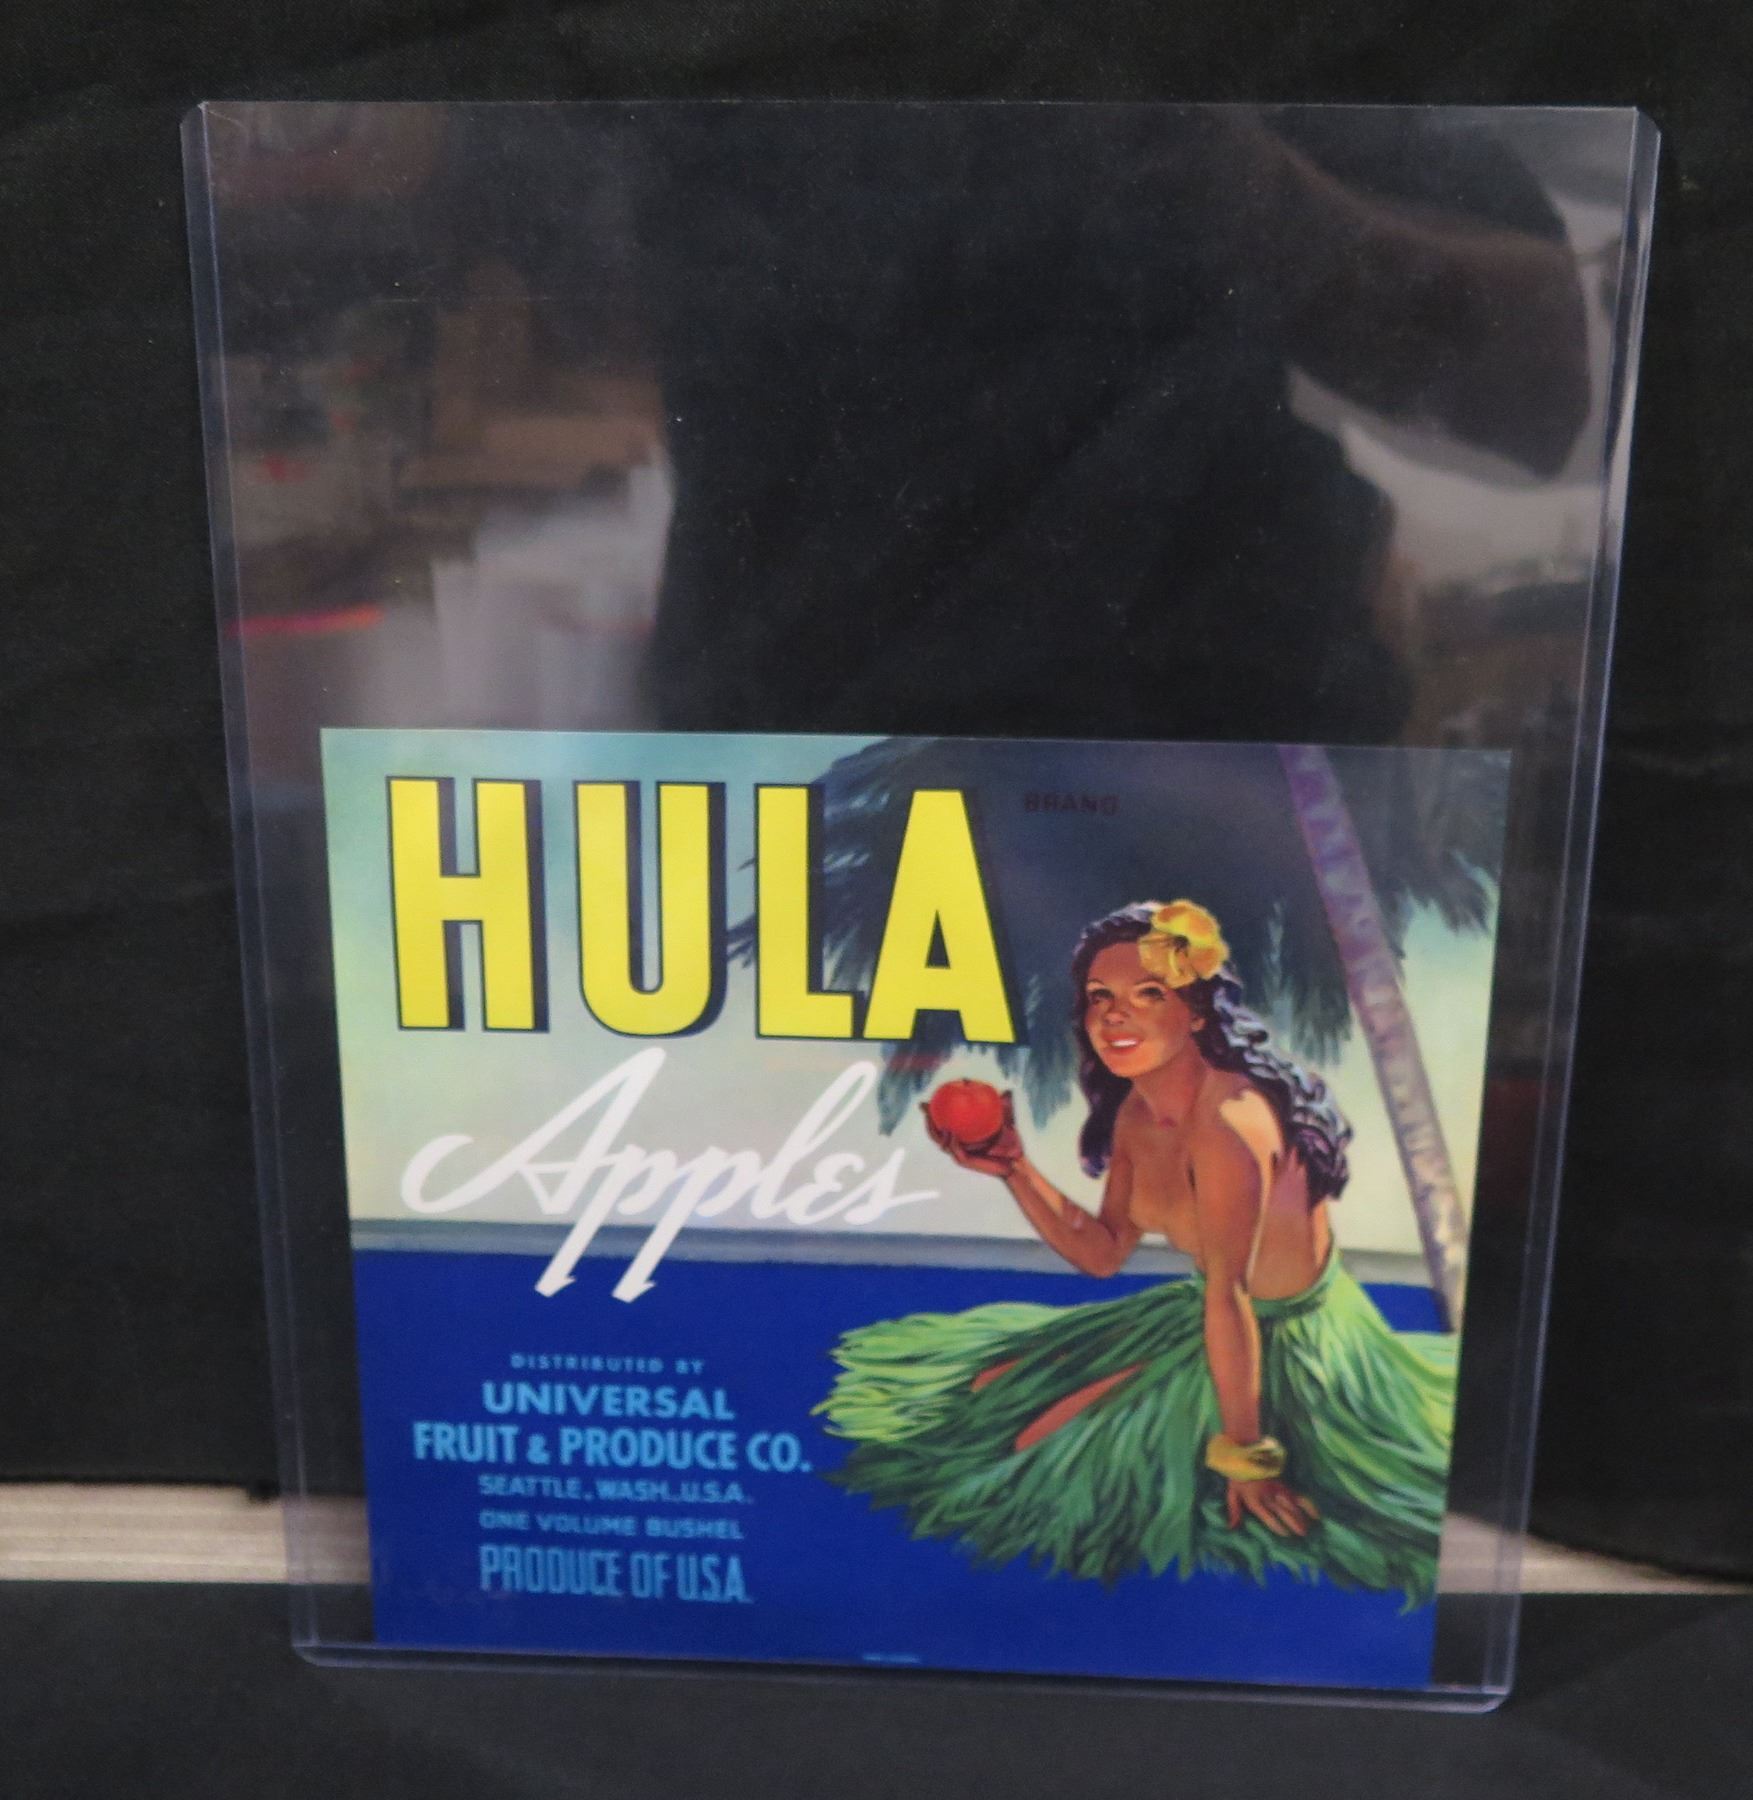 HULA
BRAND
Apples
DISTRIBUTED BY
UNIVERSAL
FRUIT & PRODUCE CO.
SEATTLE, WASH., U.S.A.
ONE VOLUME BUSHEL
PRODUCE OF U.S.A.